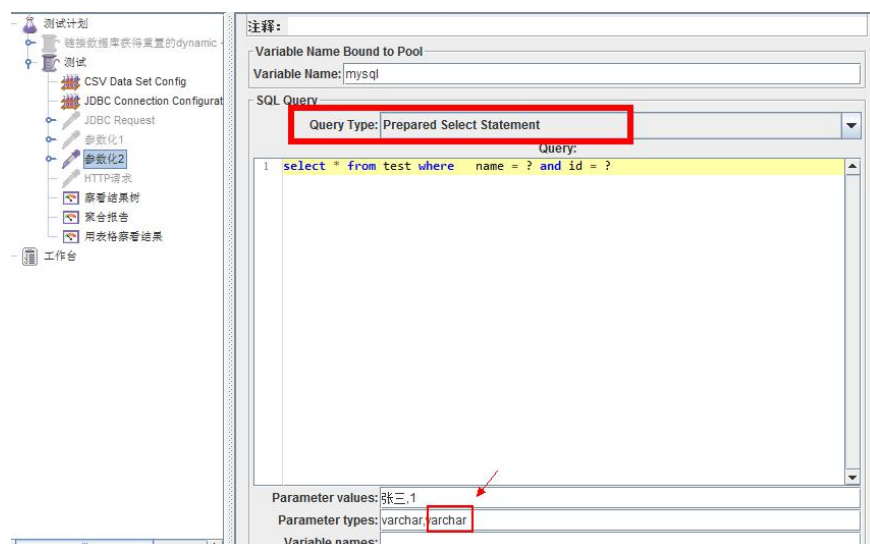 测试计划
链接数据库获得重置的dynamic
测试
CSV Data Set Config
JDBC Connection Configurat
JDBC Request
参数化1
参数化2
HTTP请求
察看结果树
聚合报告
用表格察看结果
工作台
注释：
Variable Name Bound to Pool
Variable Name: mysql
SQL Query
Query Type: Prepared Select Statement
Query:
1 select * from test where name = ? and id = ?
Parameter values: 张三,1
Parameter types: varchar,varchar
Variable names: